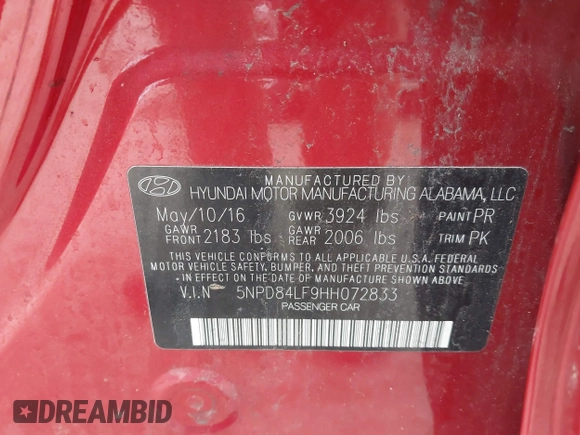 MANUFACTURED BY
HYUNDAI MOTOR MANUFACTURING ALABAMA, LLC
May/10/16 GVWR 3924 lbs PAINT PR
GAWR FRONT 2183 lbs GAWR REAR 2006 lbs TRIM PK
THIS VEHICLE CONFORMS TO ALL APPLICABLE U.S.A. FEDERAL
MOTOR VEHICLE SAFETY, BUMPER, AND THEFT PREVENTION STANDARDS
IN EFFECT ON THE DATE OF MANUFACTURE SHOWN ABOVE.
V.I.N 5NPD84LF9HH072833
PASSENGER CAR
DREAMBID